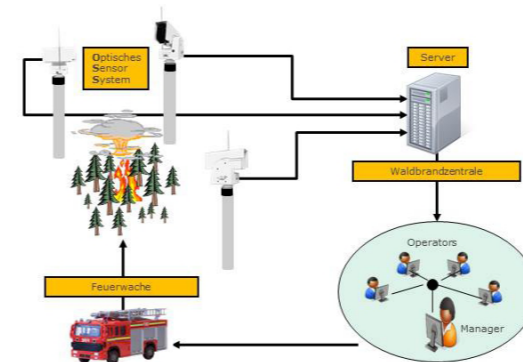 Optisches
Sensor
System
Server
Waldbrandzentrale
Operators
Manager
Feuerwache